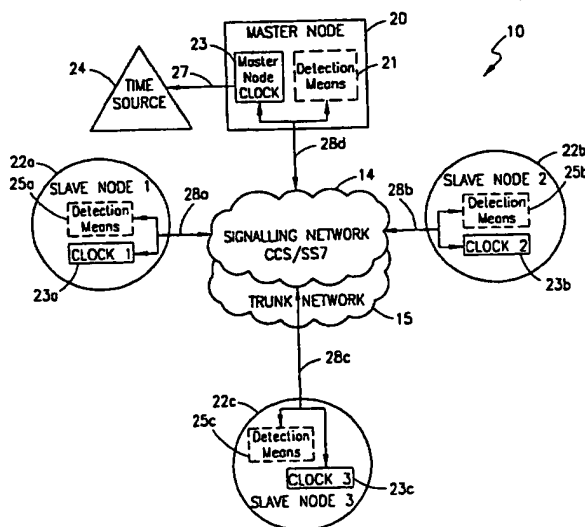 20
MASTER NODE
10
23
24
27
Master
Node
CLOCK
Detection
Means
21
TIME
SOURCE
28d
22a
22b
SLAVE NODE 1
25a
28a
14
28b
SLAVE NODE 2
25b
Detection
Means
CLOCK 1
SIGNALLING NETWORK
CCS/SS7
Detection
Means
CLOCK 2
23a
TRUNK NETWORK
23b
15
28c
22c
25c
Detection
Means
CLOCK 3
23c
SLAVE NODE 3